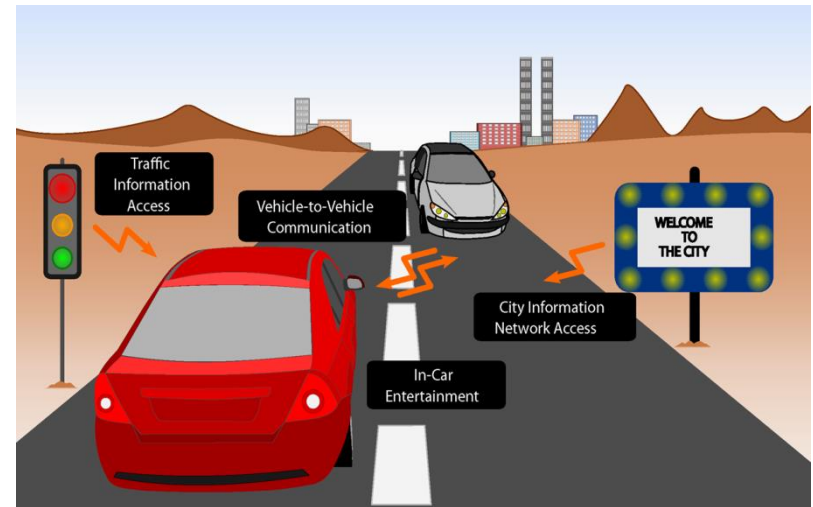 Traffic
Information
Access
Vehicle-to-Vehicle
Communication
WELCOME
TO
THE CITY
City Information
Network Access
In-Car
Entertainment